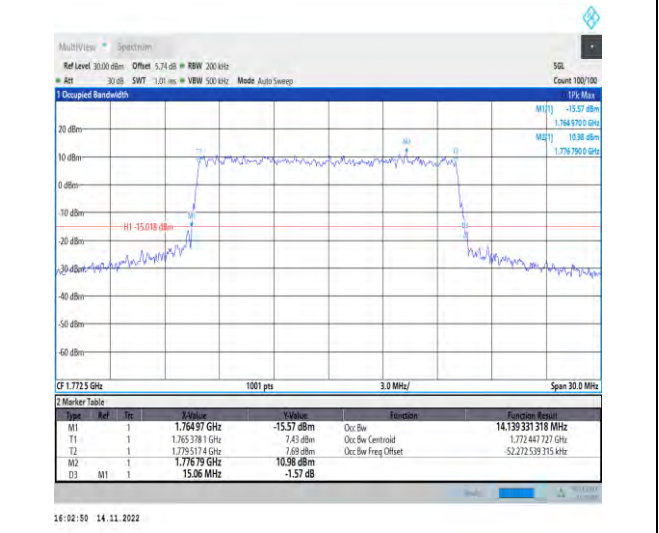 MultiView Spectrum
Ref Level 30.00 dBm Offset 5.74 dB RBW 200 kHz SGL
Att 30 dB SWT 1.01 ms VBW 500 kHz Mode Auto Sweep Count 100/100
1 Occupied Bandwidth 1Pk Max
M1[1] -15.57 dBm
1.764 970 0 GHz
M2[1] 10.98 dBm
1.776 790 0 GHz
20 dBm
10 dBm
0 dBm
-10 dBm
-20 dBm
-30 dBm
-40 dBm
-50 dBm
-60 dBm
T1
M2
T2
M1
H1 -15.018 dBm
D3
CF 1.772 5 GHz 1001 pts 3.0 MHz/ Span 30.0 MHz
2 Marker Table
Type Ref Trc X-Value Y-Value Function Function Result
M1 1 1.764 97 GHz -15.57 dBm Occ Bw 14.139 331 318 MHz
T1 1 1.765 378 1 GHz 7.43 dBm Occ Bw Centroid 1.772 447 727 GHz
T2 1 1.779 517 4 GHz 7.69 dBm Occ Bw Freq Offset -52.272 539 315 kHz
M2 1 1.776 79 GHz 10.98 dBm
D3 M1 1 15.06 MHz -1.57 dB
16:02:50 14.11.2022